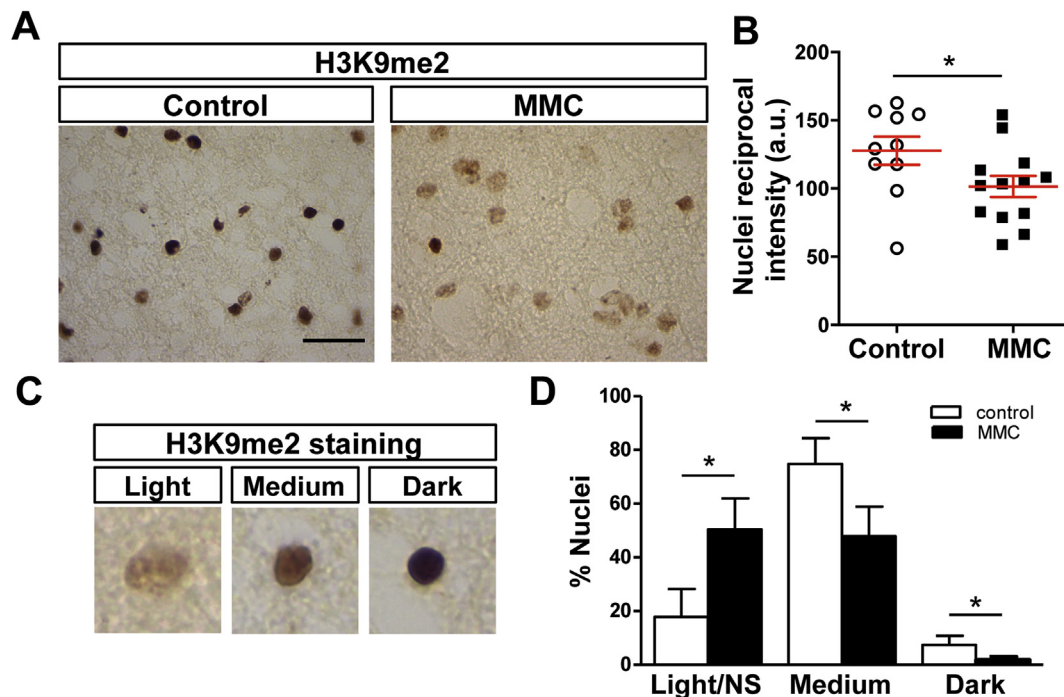 A
H3K9me2
Control
MMC
B
*
Nuclei reciprocal
intensity (a.u.)
200
150
100
50
0
Control
MMC
C
H3K9me2 staining
Light
Medium
Dark
D
% Nuclei
100
80
60
40
20
0
*
*
*
control
MMC
Light/NS
Medium
Dark